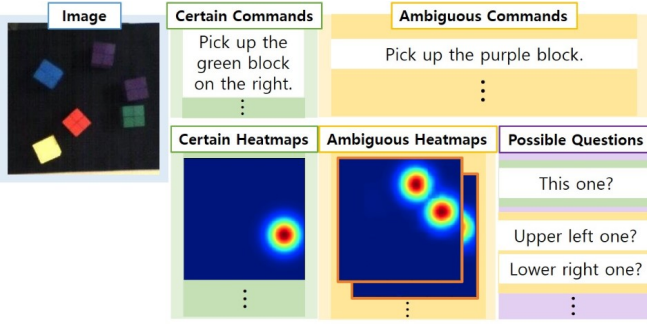 Image
Certain Commands
Ambiguous Commands
Pick up the
green block
on the right.
Pick up the purple block.
Certain Heatmaps
Ambiguous Heatmaps
Possible Questions
This one?
Upper left one?
Lower right one?